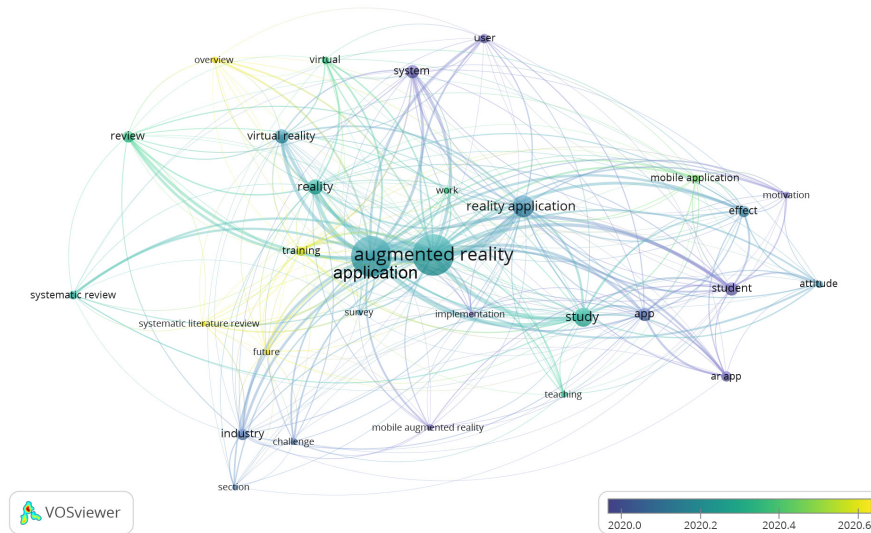 user
overview
virtual
system
review
virtual reality
mobile application
reality
work
motivation
reality application
effect
training
augmented reality
application
attitude
student
systematic review
survey
implementation
study
app
systematic literature review
future
ar app
teaching
mobile augmented reality
industry
challenge
section
VOSviewer
2020.0 2020.2 2020.4 2020.6